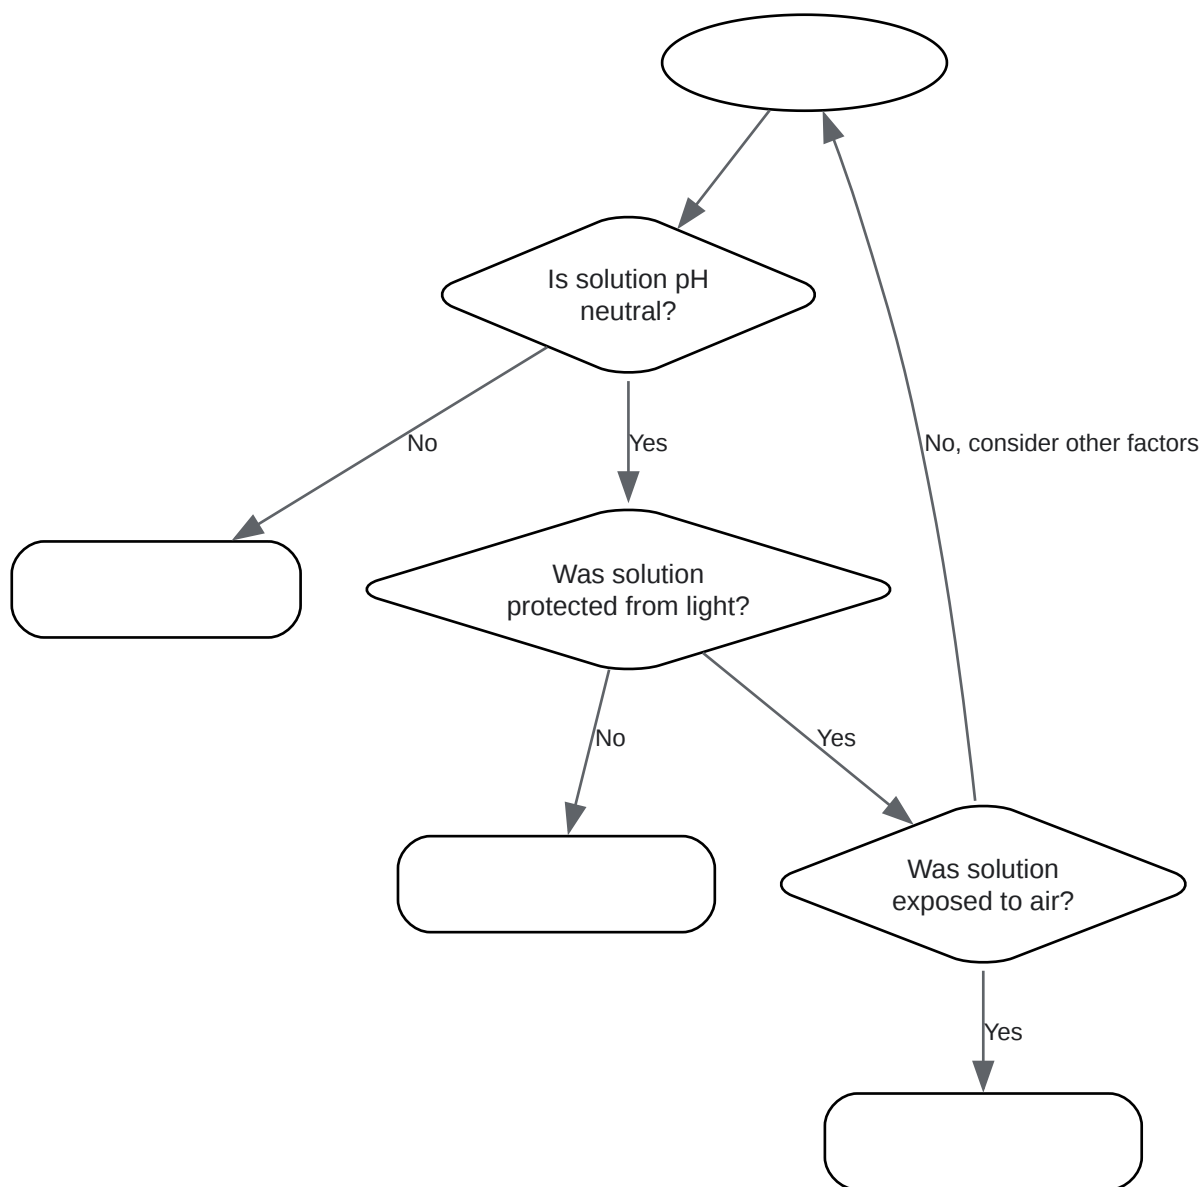 Is solution pH
neutral?
No
Yes
No, consider other factors
Was solution
protected from light?
No
Yes
Was solution
exposed to air?
Yes